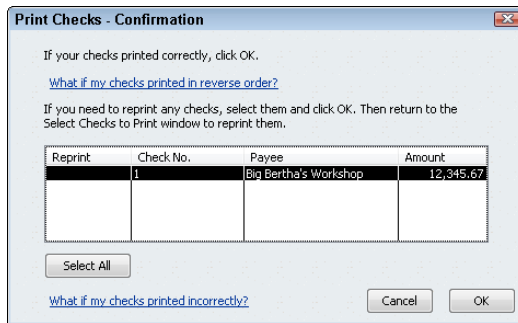 Print Checks - Confirmation
If your checks printed correctly, click OK.
What if my checks printed in reverse order?
If you need to reprint any checks, select them and click OK. Then return to the
Select Checks to Print window to reprint them.
Reprint Check No. Payee Amount
1 Big Bertha's Workshop 12,345.67
Select All
What if my checks printed incorrectly? Cancel OK